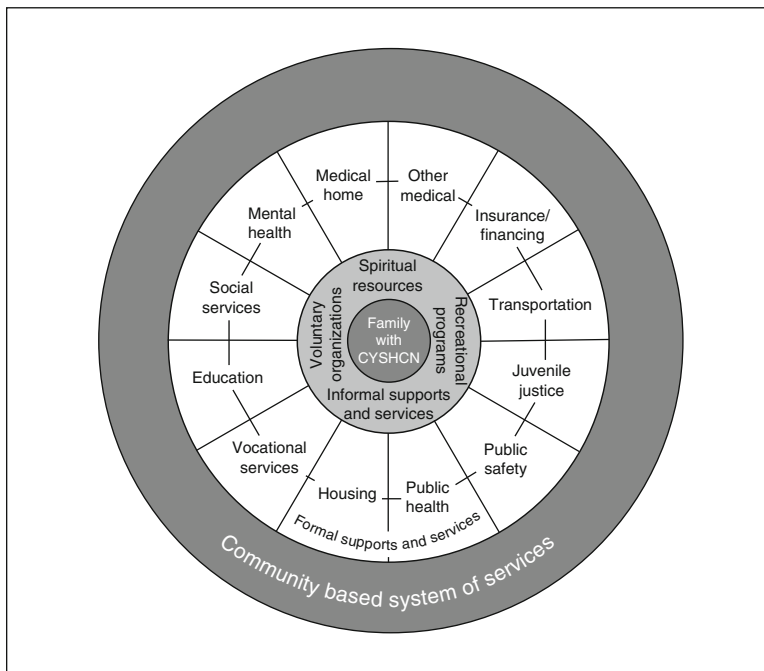 Medical
home
Other
medical
Insurance/
financing
Transportation
Juvenile
justice
Public
safety
Public
health
Housing
Vocational
services
Education
Social
services
Mental
health
Spiritual
resources
Recreational
programs
Informal supports
and services
Voluntary
organizations
Family
with
CYSHCN
Formal supports and services
Community based system of services